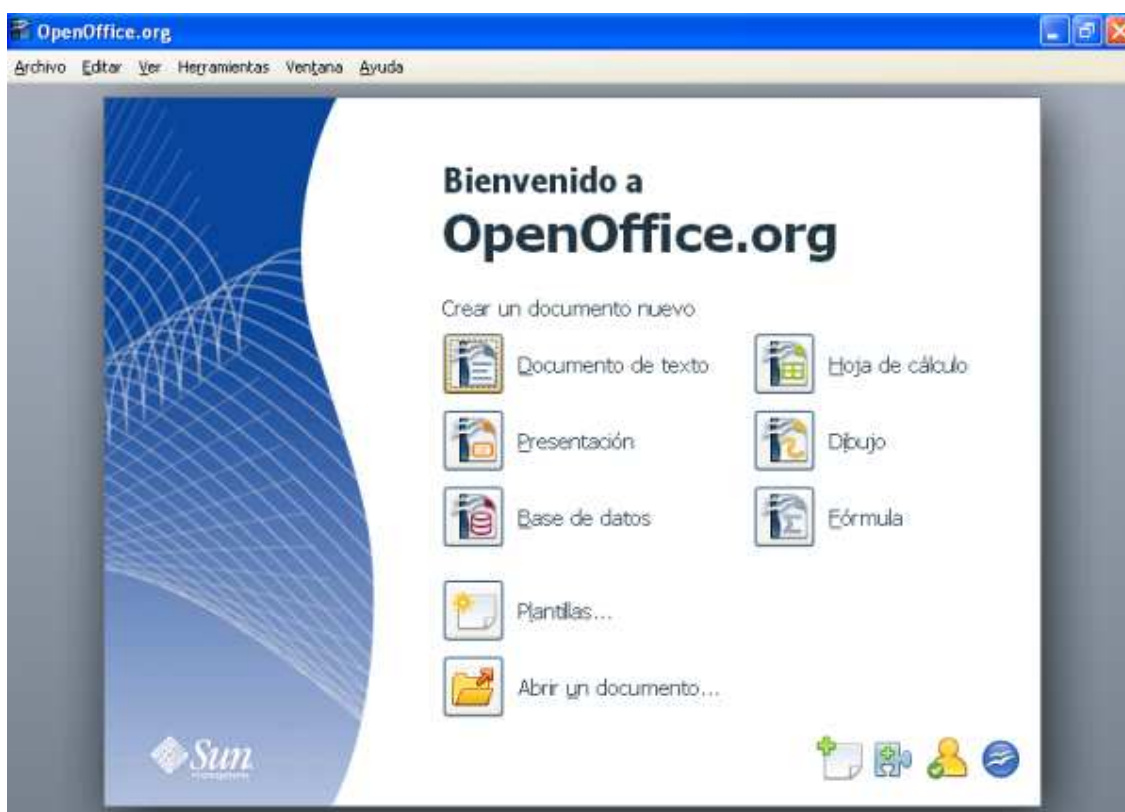 OpenOffice.org
Archivo Editar Ver Herramientas Ventana Ayuda
Bienvenido a
OpenOffice.org
Crear un documento nuevo
Documento de texto
Hoja de cálculo
Presentación
Dibujo
Base de datos
Fórmula
Plantillas...
Abrir un documento...
Sun